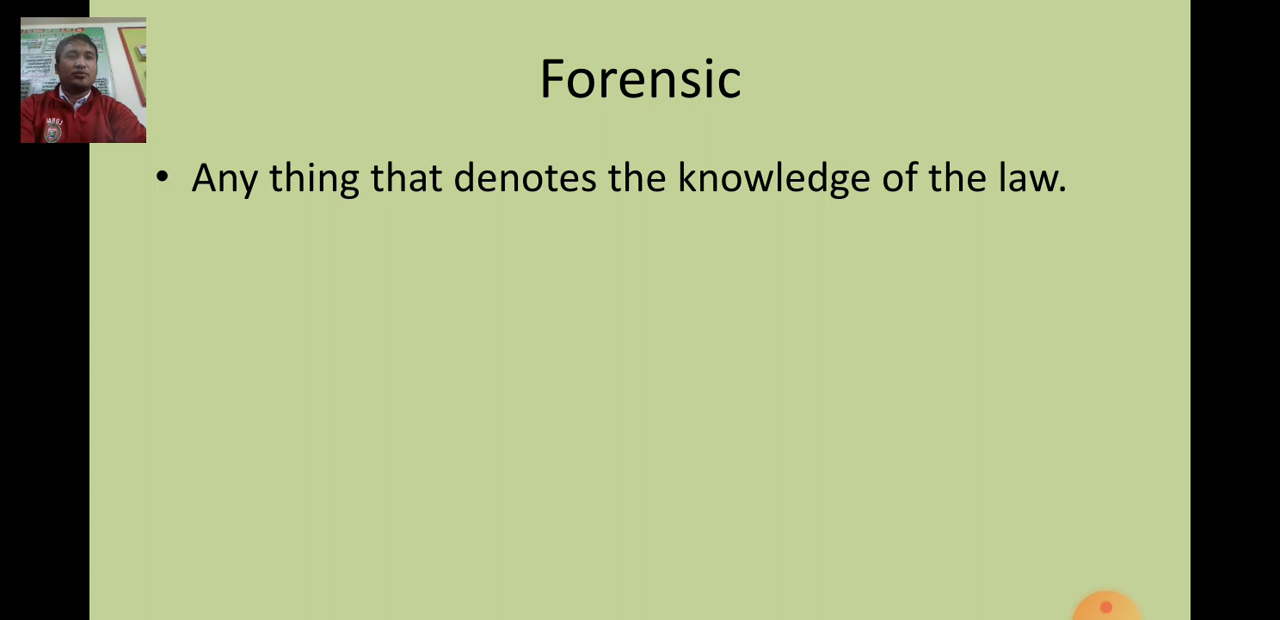 Forensic
• Any thing that denotes the knowledge of the law.